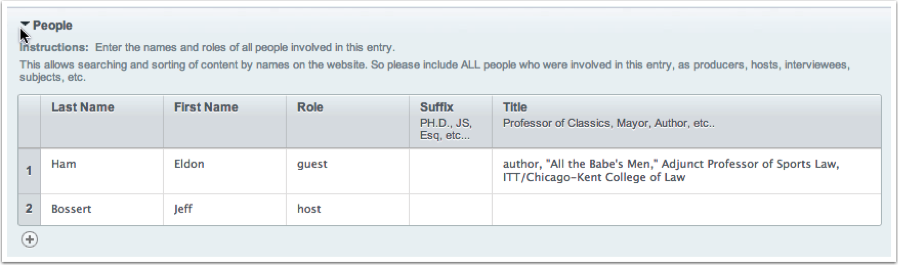 People
Instructions: Enter the names and roles of all people involved in this entry.
This allows searching and sorting of content by names on the website. So please include ALL people who were involved in this entry, as producers, hosts, interviewees,
subjects, etc.
Last Name First Name Role Suffix Title
PH.D., JS, Professor of Classics, Mayor, Author, etc..
Esq, etc...
1 Ham Eldon guest author, "All the Babe's Men," Adjunct Professor of Sports Law,
ITT/Chicago-Kent College of Law
2 Bossert Jeff host